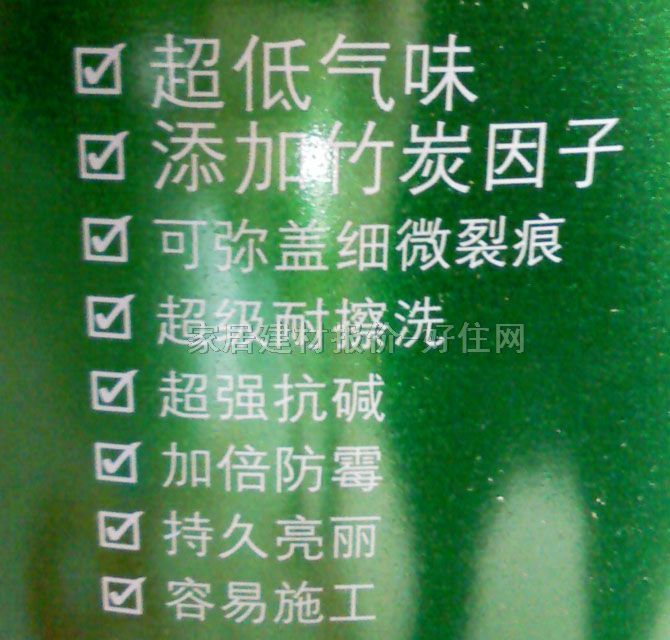 超低气味
添加竹炭因子
可弥盖细微裂痕
超级耐擦洗
家居建材报价-好住网
超强抗碱
加倍防霉
持久亮丽
容易施工